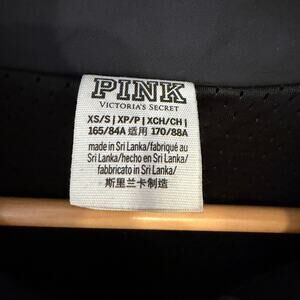 PINK
VICTORIA'S SECRET
XS/S | XP/P | XCH/CH |
165/84A 适用 170/88A
made in Sri Lanka/fabriqué au
Sri Lanka/hecho en Sri Lanka/
fabbricato in Sri Lanka/
斯里兰卡制造